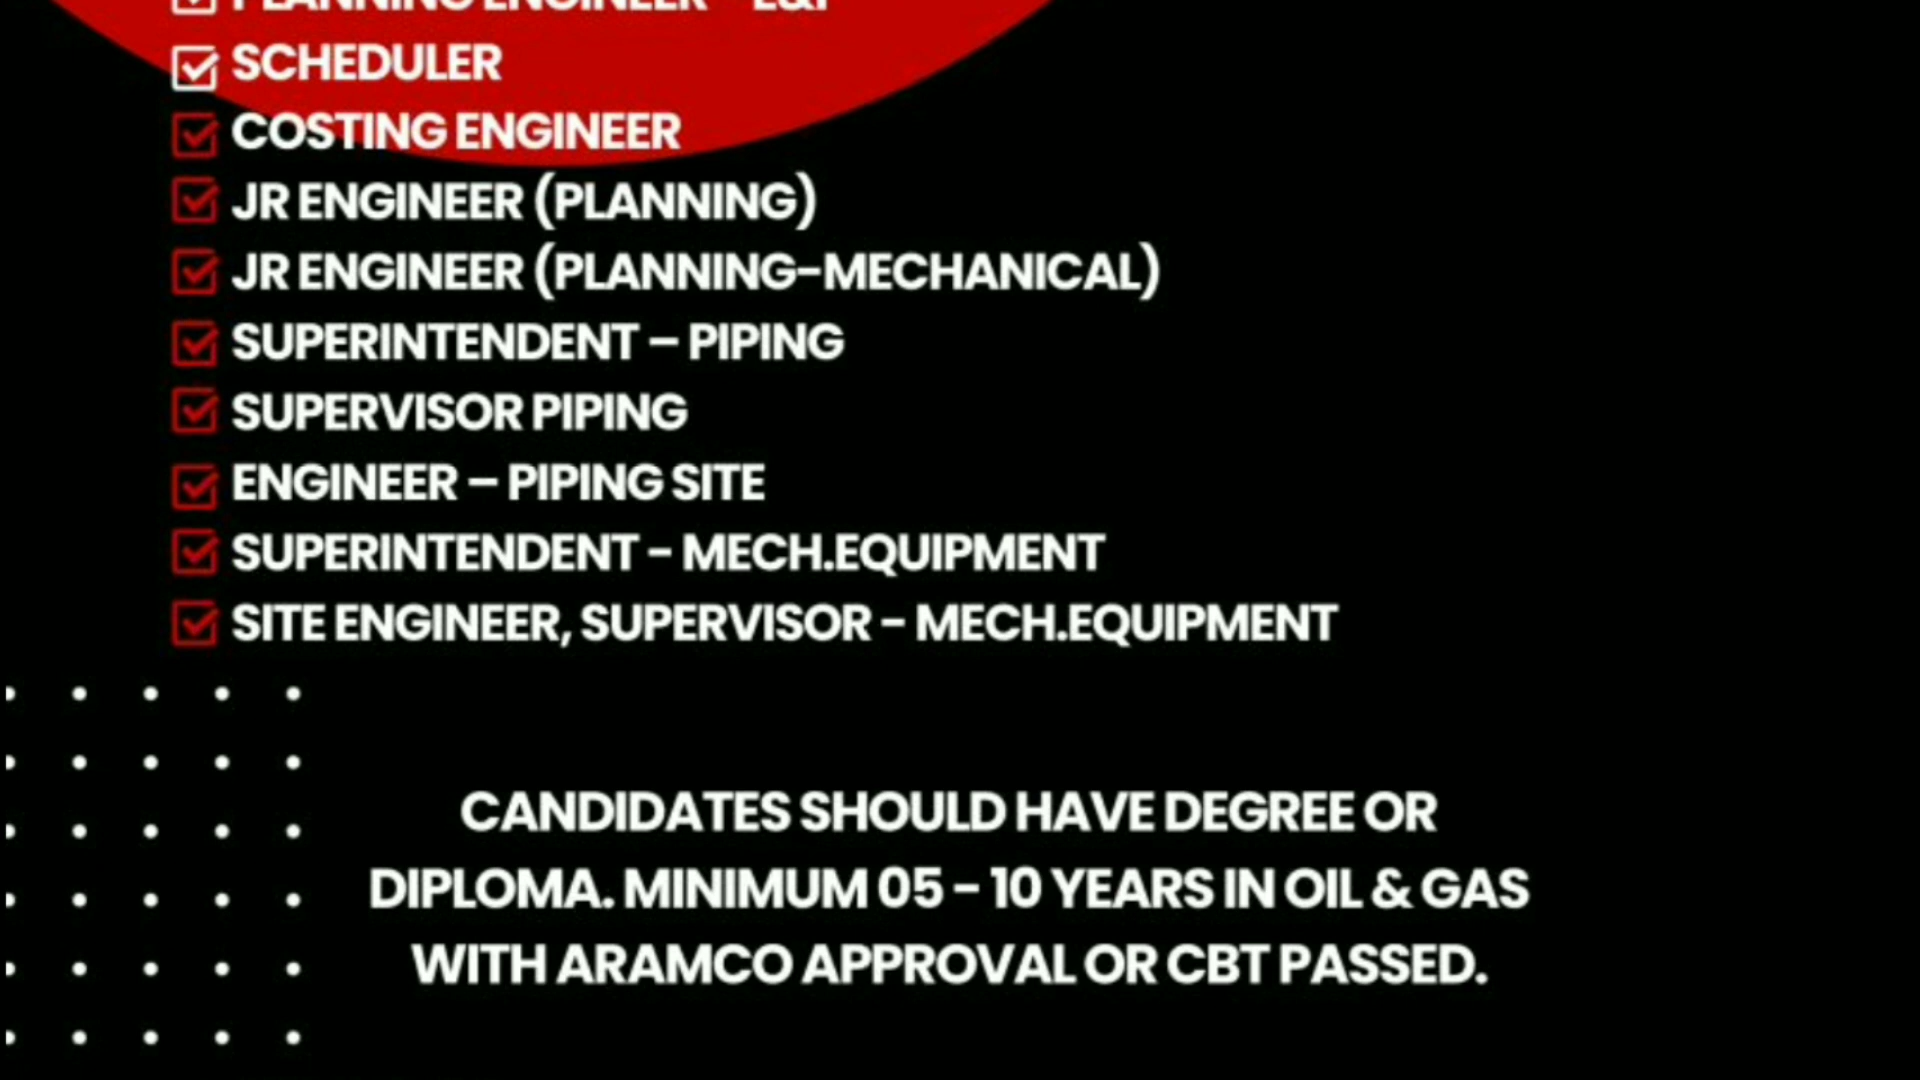 PLANNING ENGINEER – E&I
SCHEDULER
COSTING ENGINEER
JR ENGINEER (PLANNING)
JR ENGINEER (PLANNING-MECHANICAL)
SUPERINTENDENT – PIPING
SUPERVISOR PIPING
ENGINEER – PIPING SITE
SUPERINTENDENT - MECH.EQUIPMENT
SITE ENGINEER, SUPERVISOR - MECH.EQUIPMENT
CANDIDATES SHOULD HAVE DEGREE OR
DIPLOMA. MINIMUM 05 - 10 YEARS IN OIL & GAS
WITH ARAMCO APPROVAL OR CBT PASSED.